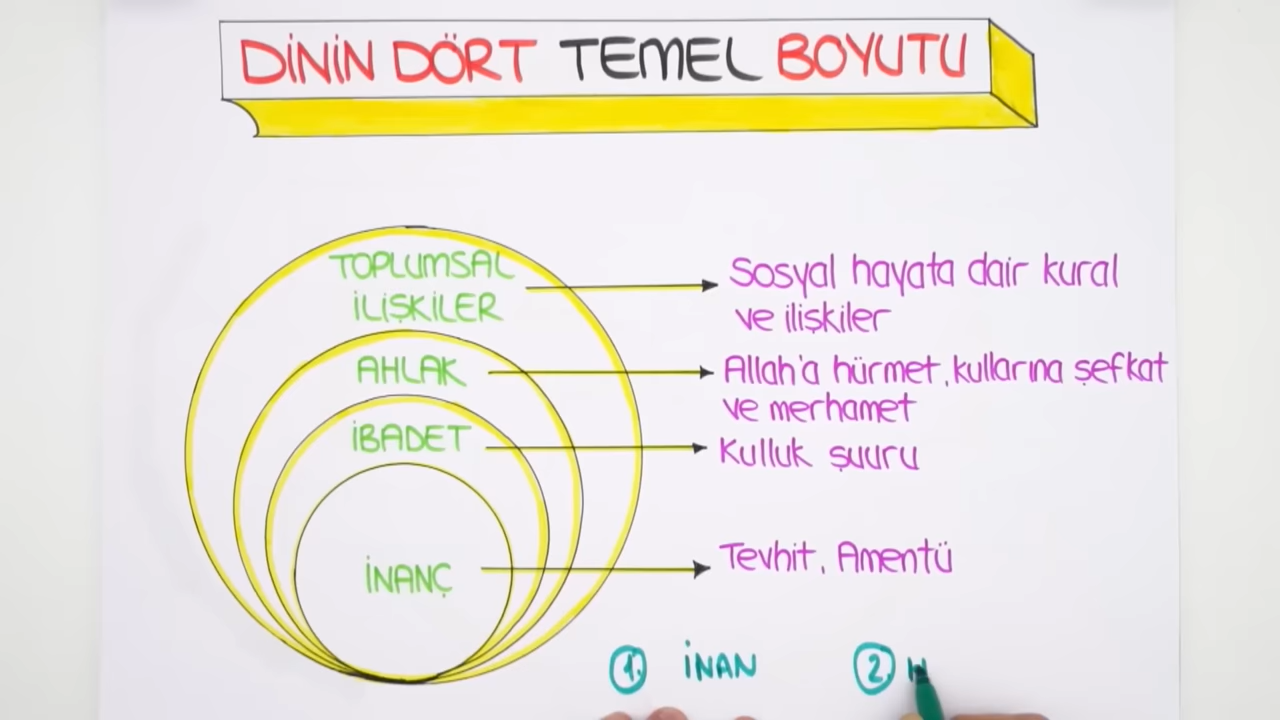 DİNİN DÖRT TEMEL BOYUTU
TOPLUMSAL
İLİŞKİLER
Sosyal hayata dair kural
ve ilişkiler
AHLAK
Allah'a hürmet, kullarına şefkat
ve merhamet
İBADET
Kulluk şuuru
İNANÇ
Tevhit, Amentü
1. İNAN
2.